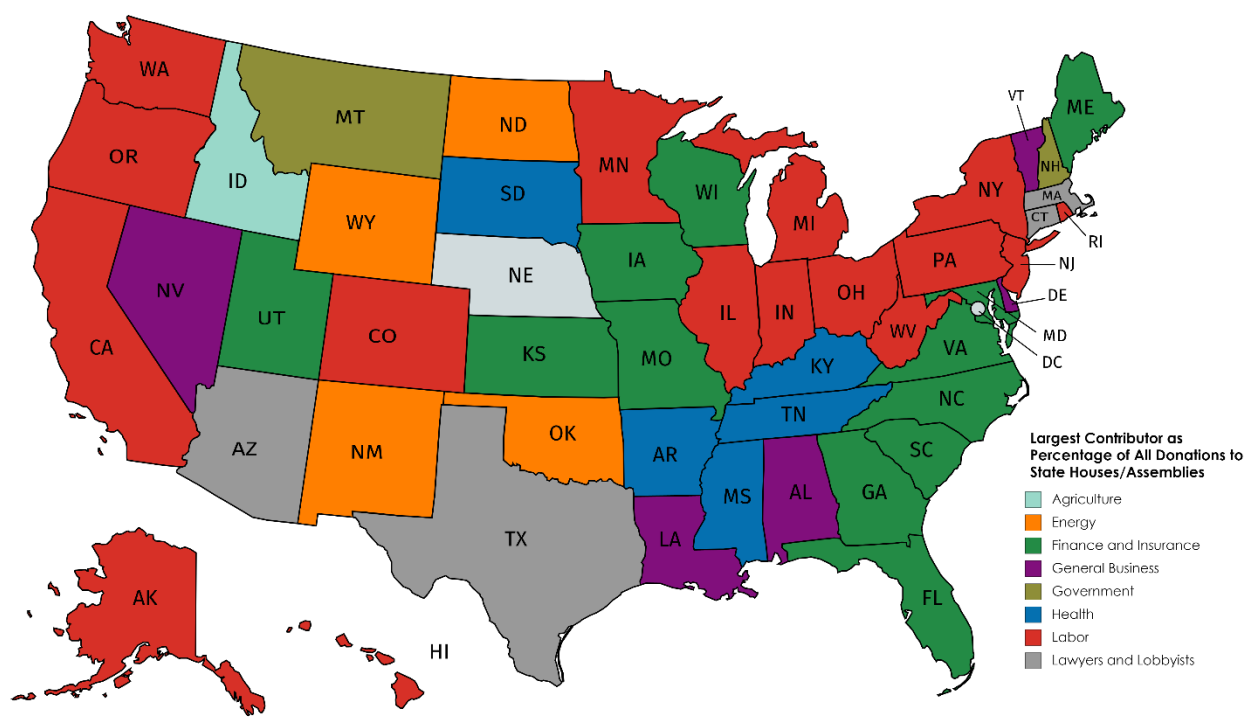 WA
OR
CA
ID
NV
MT
WY
UT
AZ
CO
NM
ND
SD
NE
KS
OK
TX
MN
IA
MO
AR
LA
WI
IL
MI
IN
OH
KY
TN
MS
AL
GA
FL
SC
NC
VA
WV
PA
NY
VT
NH
ME
MA
CT
RI
NJ
DE
MD
DC
AK
HI
Largest Contributor as
Percentage of All Donations to
State Houses/Assemblies
Agriculture
Energy
Finance and Insurance
General Business
Government
Health
Labor
Lawyers and Lobbyists